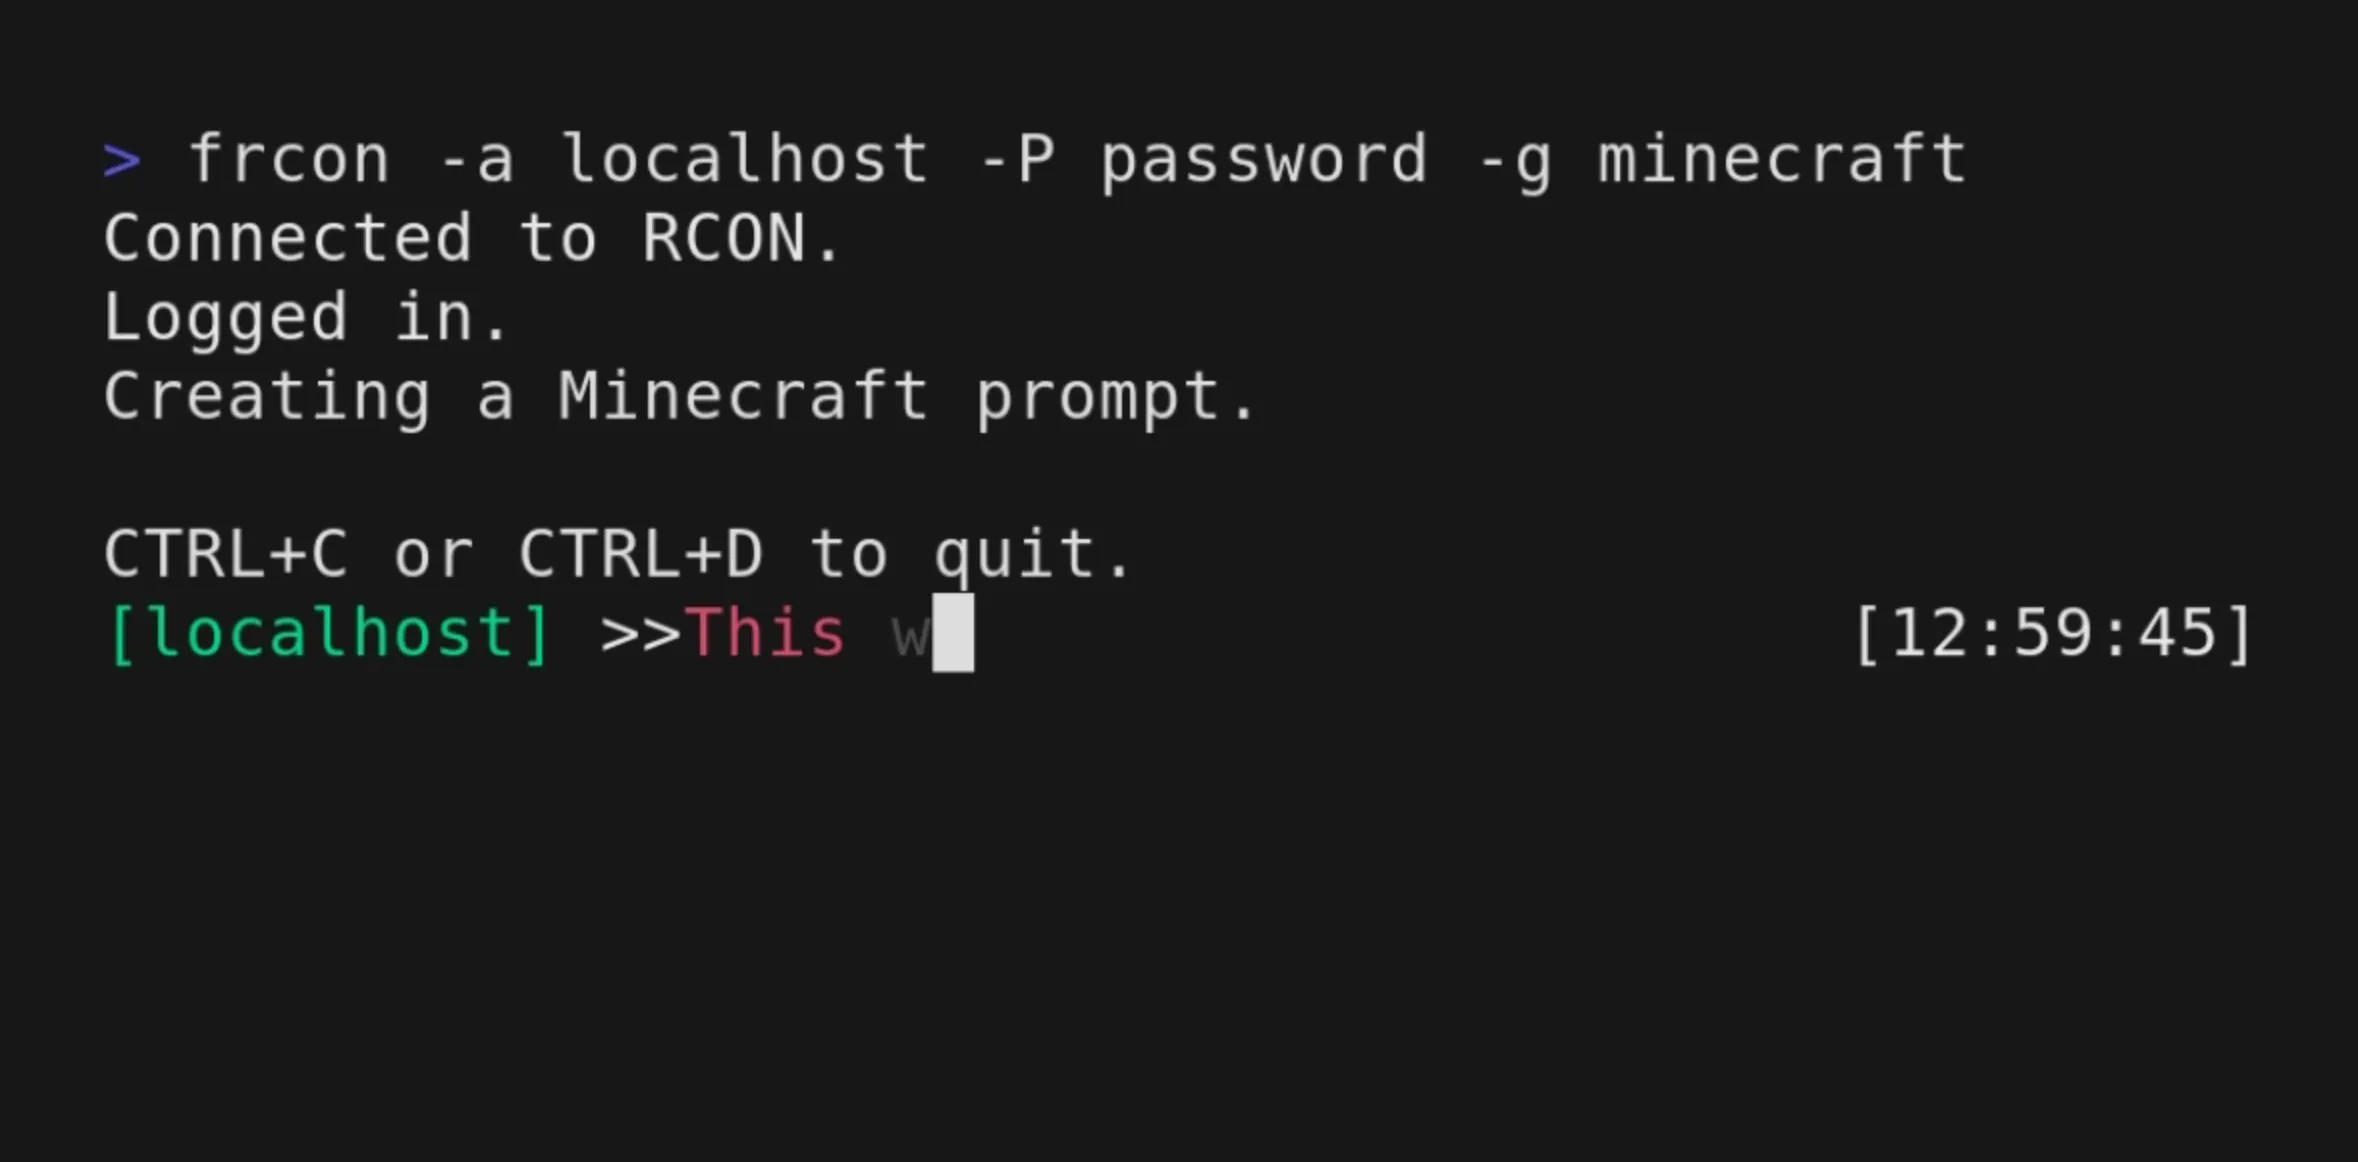 > frcon -a localhost -P password -g minecraft
Connected to RCON.
Logged in.
Creating a Minecraft prompt.
CTRL+C or CTRL+D to quit.
[localhost] >>This w [12:59:45]